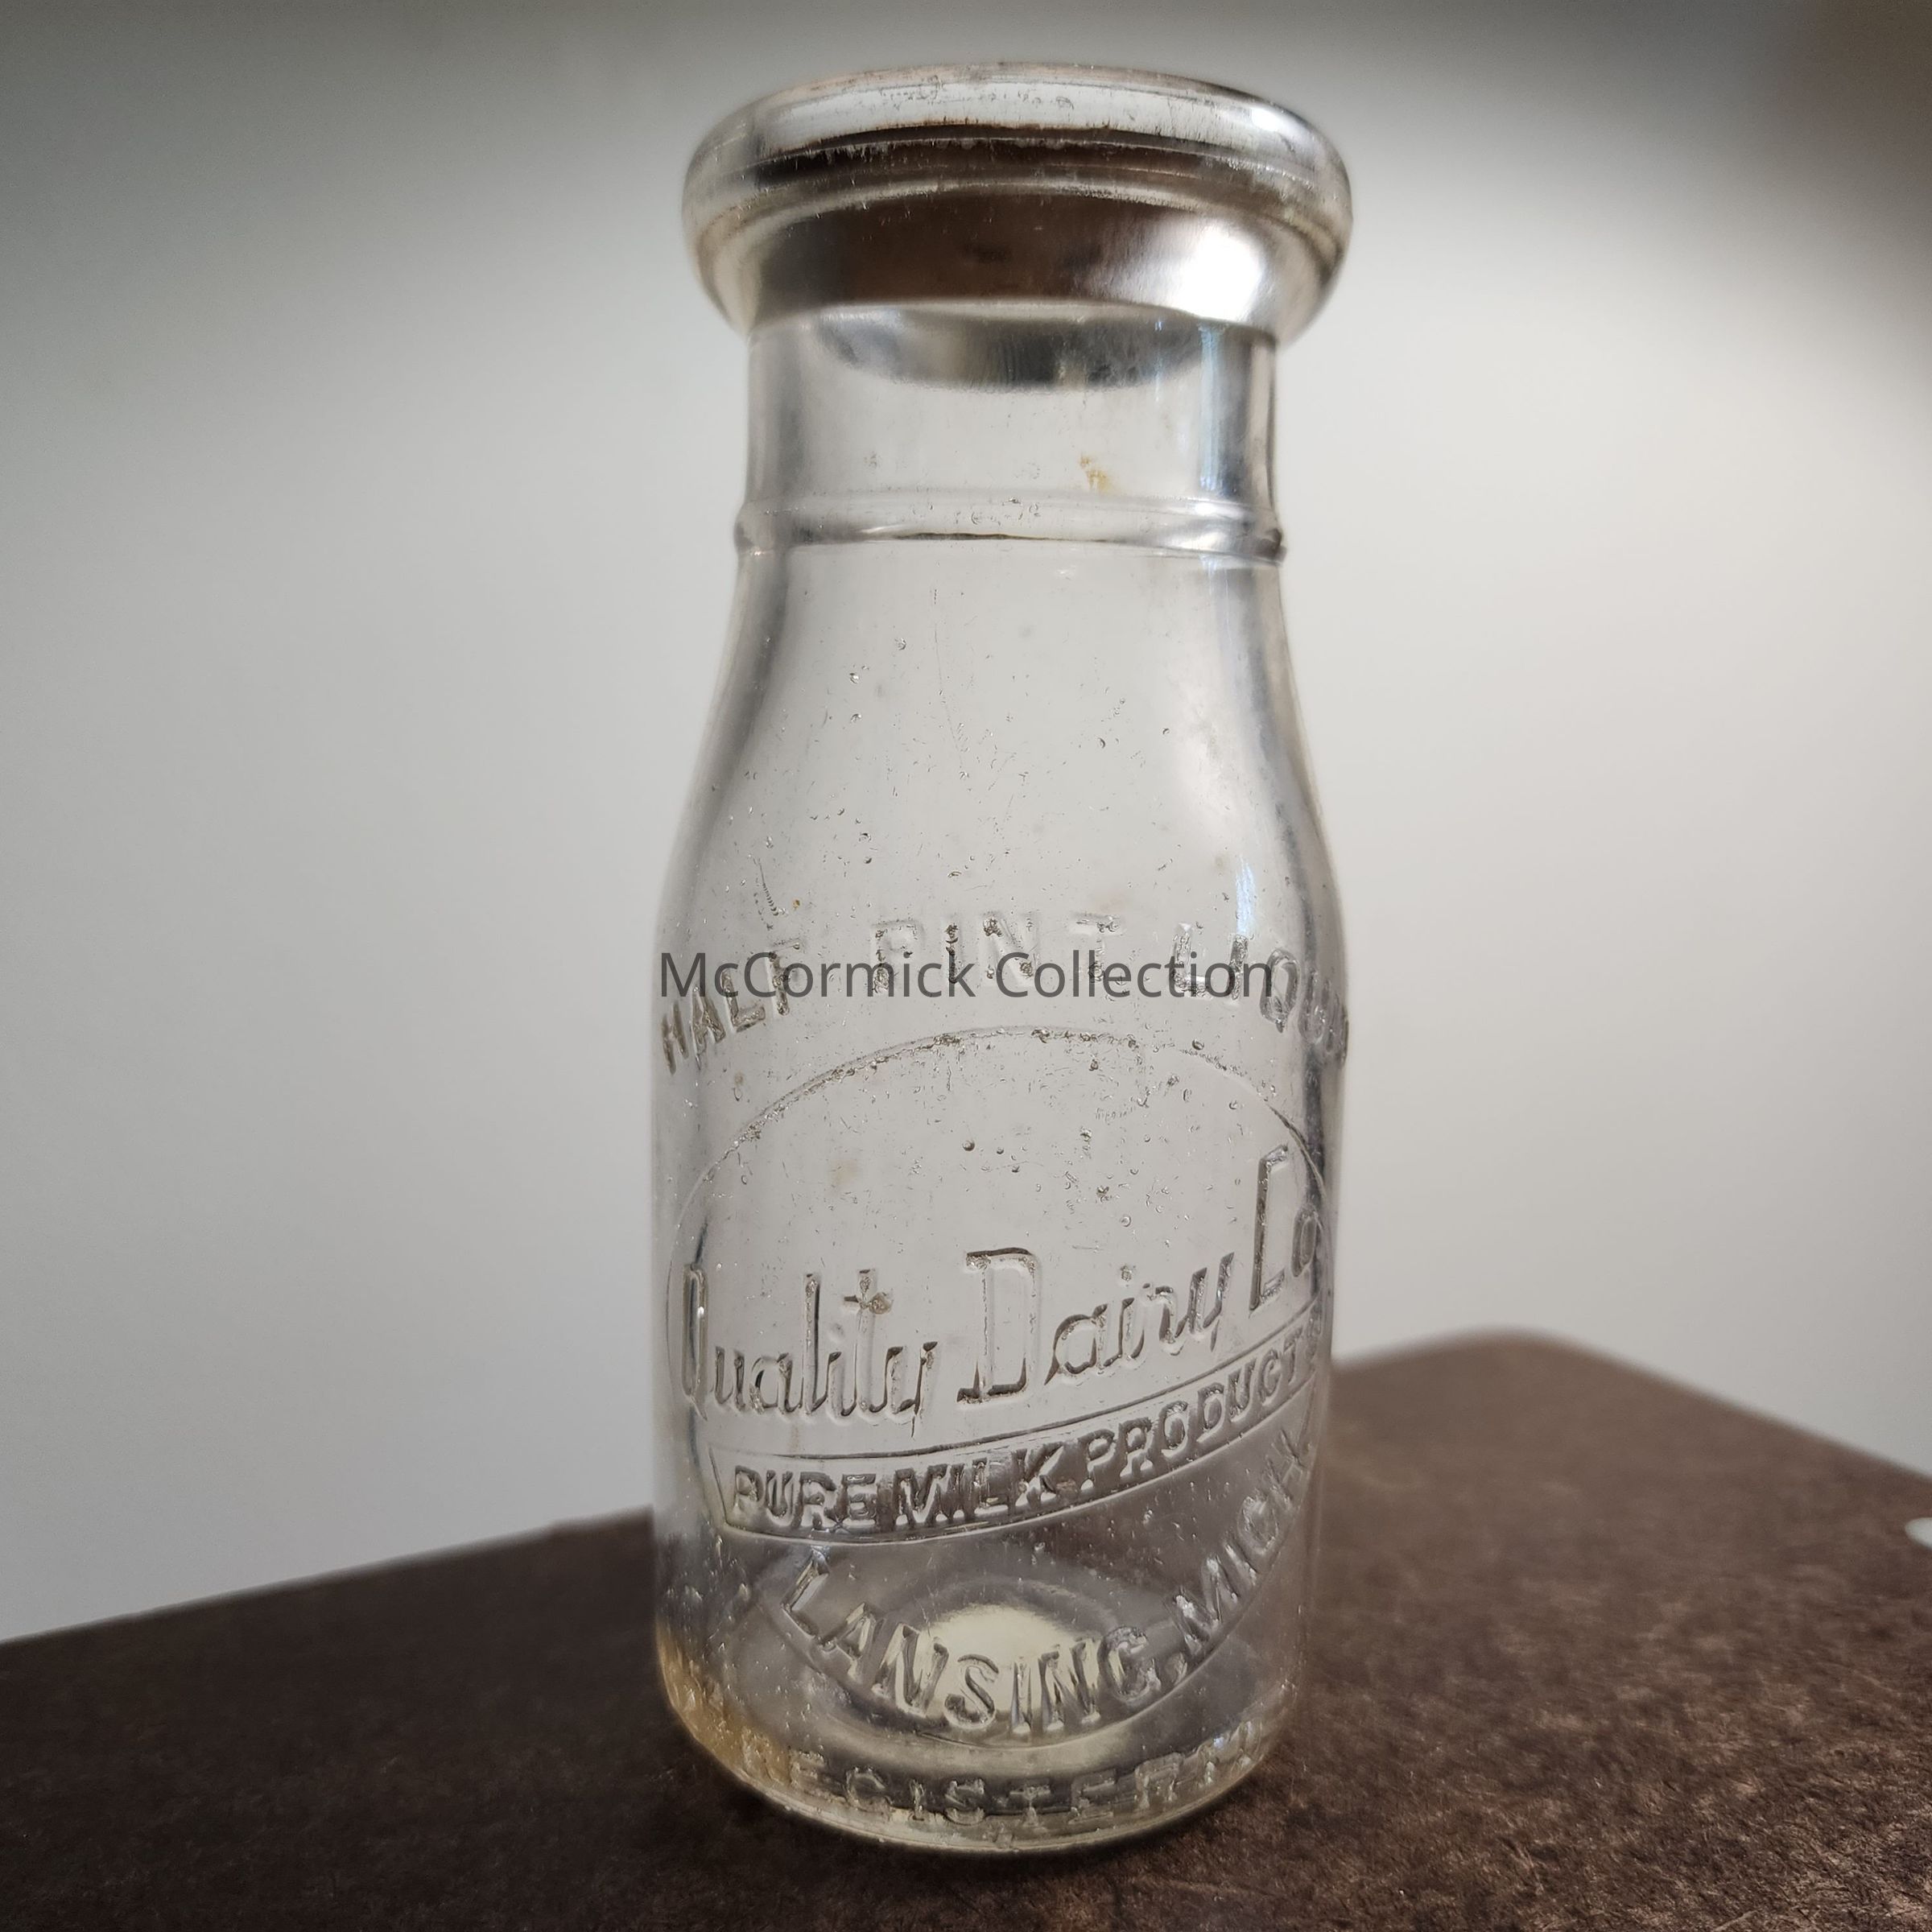 HALF PINT LIQUID
McCormick Collection
Quality Dairy Co
PURE MILK PRODUCTS
LANSING, MICH.
REGISTERED